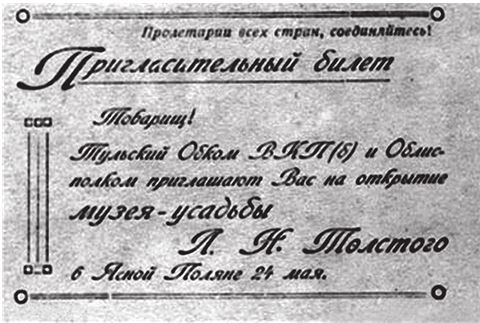 Пролетарии всех стран, соединяйтесь!
Пригласительный билет
Товарищ!
Тульский Обком ВКП(б) и Облис-
полком приглашают Вас на открытие
музея-усадьбы
Л. Н. Толстого
в Ясной Поляне 24 мая.